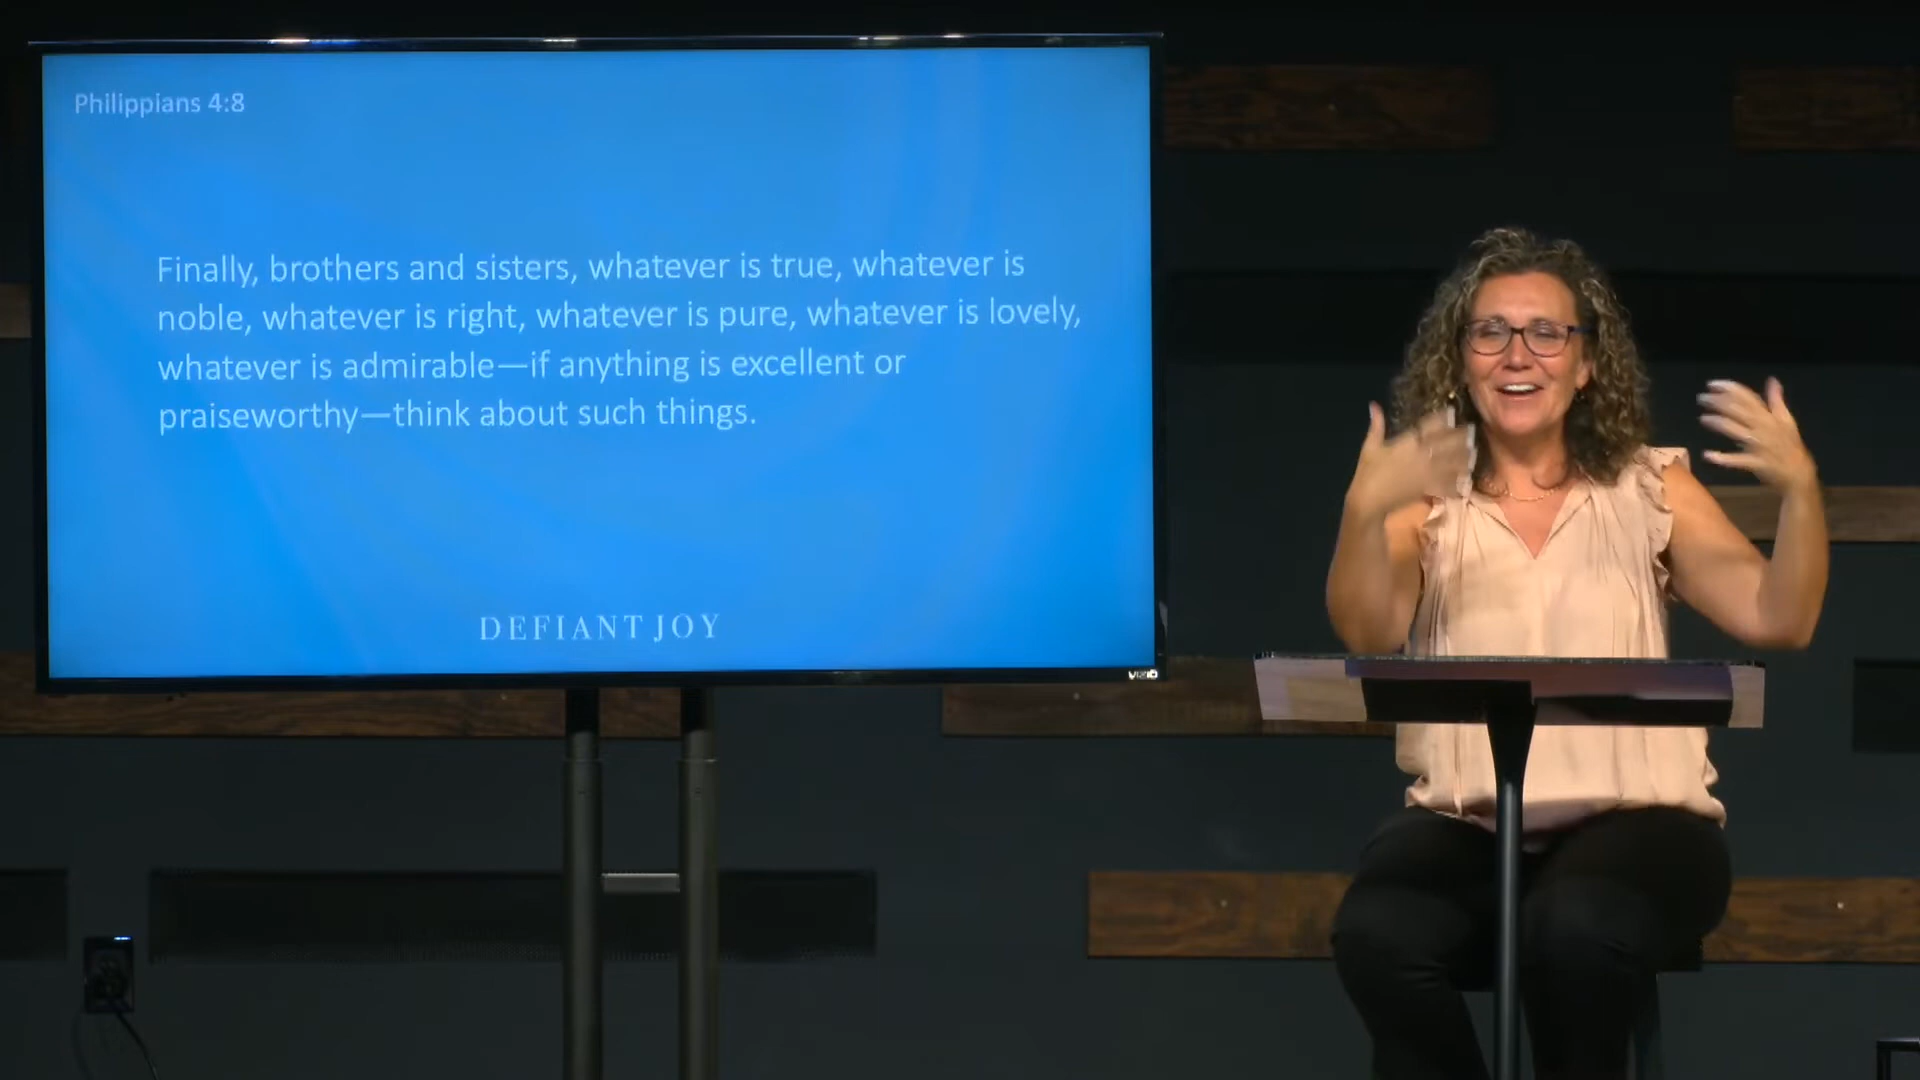 Philippians 4:8
Finally, brothers and sisters, whatever is true, whatever is
noble, whatever is right, whatever is pure, whatever is lovely,
whatever is admirable—if anything is excellent or
praiseworthy—think about such things.
DEFIANT JOY
VIZIO